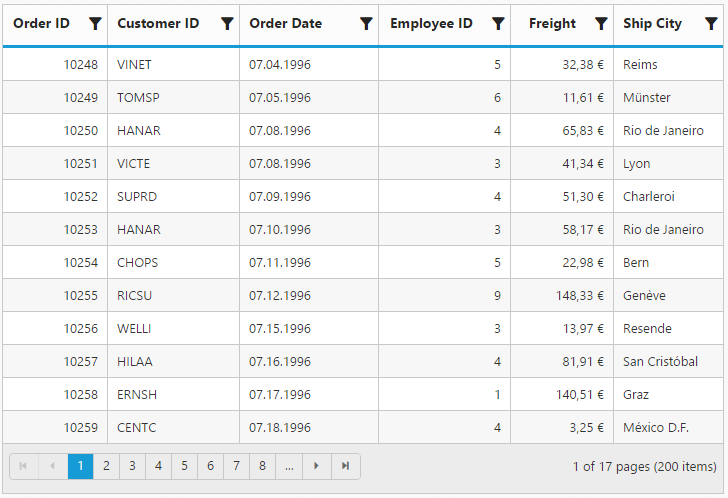 Order ID Customer ID Order Date Employee ID Freight Ship City
10248 VINET 07.04.1996 5 32,38 € Reims
10249 TOMSP 07.05.1996 6 11,61 € Münster
10250 HANAR 07.08.1996 4 65,83 € Rio de Janeiro
10251 VICTE 07.08.1996 3 41,34 € Lyon
10252 SUPRD 07.09.1996 4 51,30 € Charleroi
10253 HANAR 07.10.1996 3 58,17 € Rio de Janeiro
10254 CHOPS 07.11.1996 5 22,98 € Bern
10255 RICSU 07.12.1996 9 148,33 € Genève
10256 WELLI 07.15.1996 3 13,97 € Resende
10257 HILAA 07.16.1996 4 81,91 € San Cristóbal
10258 ERNSH 07.17.1996 1 140,51 € Graz
10259 CENTC 07.18.1996 4 3,25 € México D.F.
1 2 3 4 5 6 7 8 ... 1 of 17 pages (200 items)